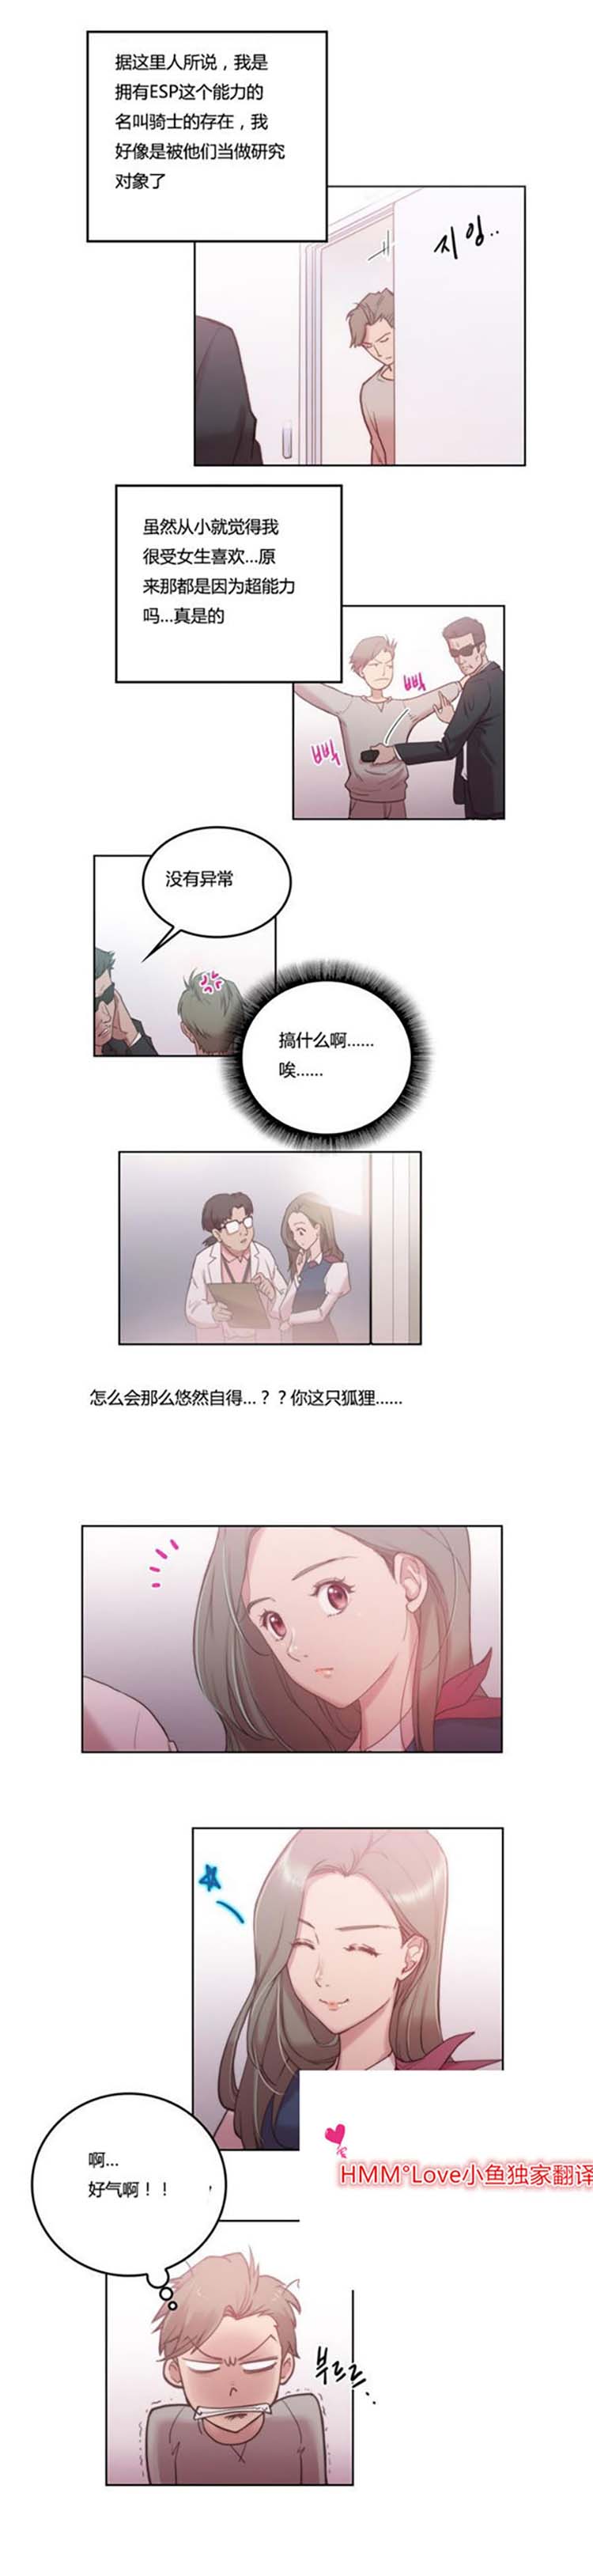 据这里人所说，我是
拥有ESP这个能力的
名叫骑士的存在，我
好像是被他们当做研究
对象了
지잉..
虽然从小就觉得我
很受女生喜欢...原
来那都是因为超能力
吗...真是的
삑
삑
没有异常
搞什么啊......
唉......
怎么会那么悠然自得...？？你这只狐狸......
HMM°Love小鱼独家翻译
啊...
好气啊！！
부르르..